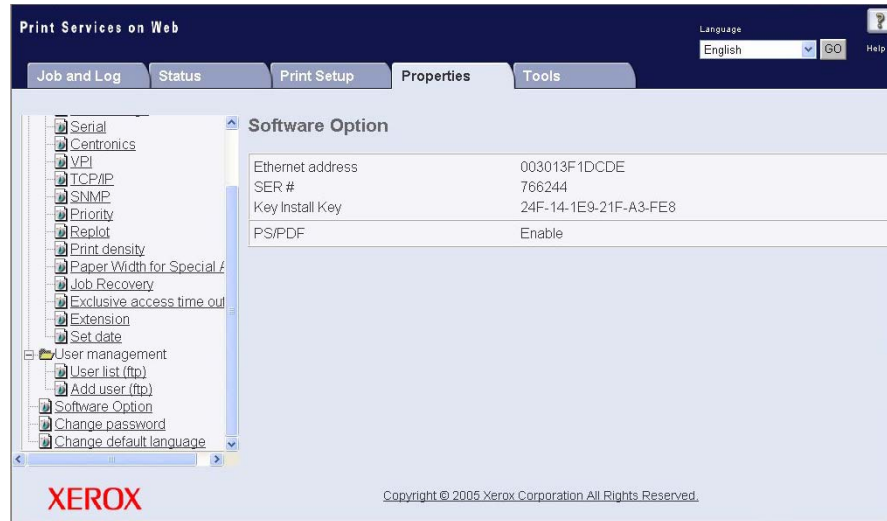 Print Services on Web
Language
English
GO
?
Help
Job and Log
Status
Print Setup
Properties
Tools
Serial
Centronics
VPI
TCP/IP
SNMP
Priority
Replot
Print density
Paper Width for Special
Job Recovery
Exclusive access time out
Extension
Set date
User management
User list (ftp)
Add user (ftp)
Software Option
Change password
Change default language
Software Option
Ethernet address 003013F1DCDE
SER # 766244
Key Install Key 24F-14-1E9-21F-A3-FE8
PS/PDF Enable
XEROX
Copyright © 2005 Xerox Corporation All Rights Reserved.